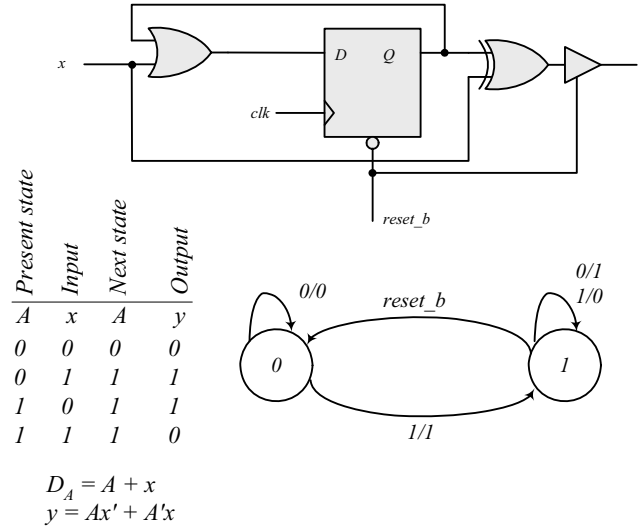 x
D Q
clk
reset_b
Present state
Input
Next state
Output
A x A y
0 0 0 0
0 1 1 1
1 0 1 1
1 1 1 0
D_A = A + x
y = Ax' + A'x
0/0
reset_b
0/1
1/0
0
1
1/1